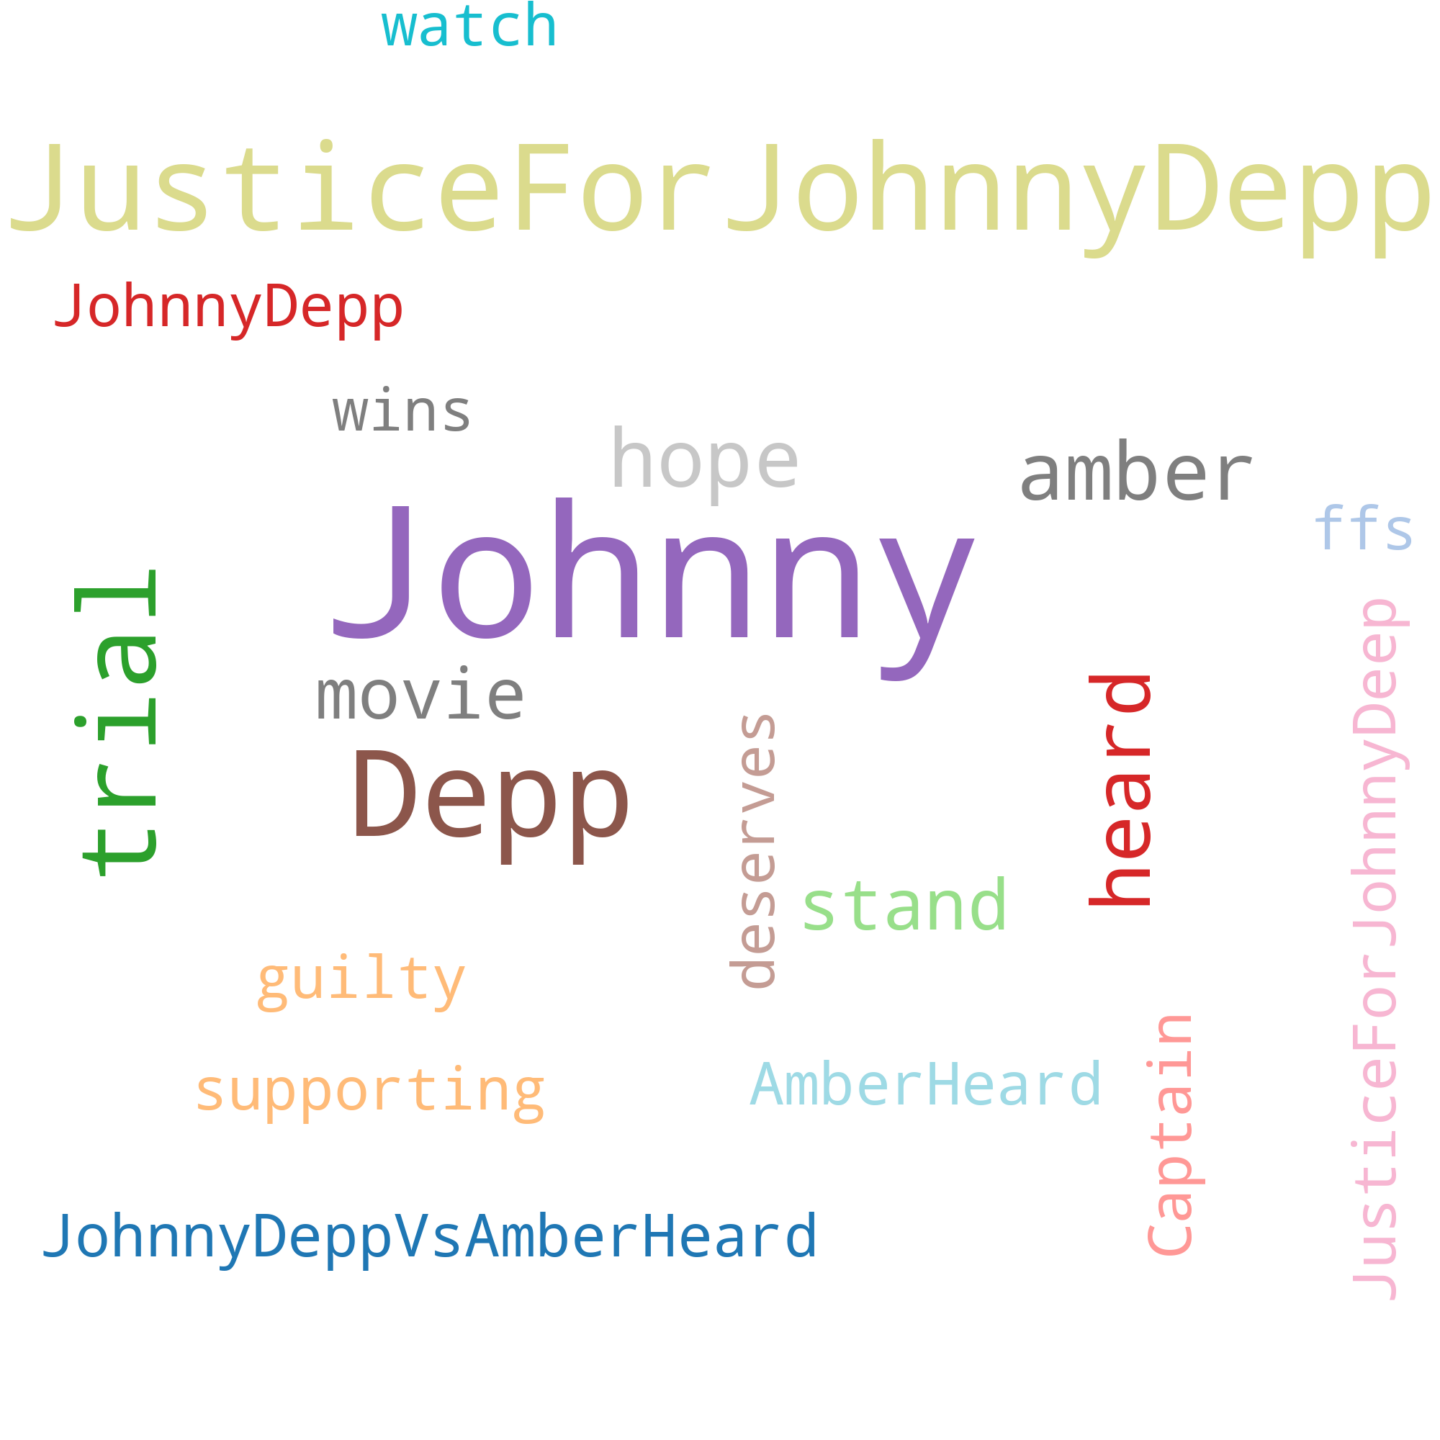 watch
JusticeForJohnnyDepp
JohnnyDepp
wins
hope
amber
Johnny
ffs
trial
movie
Depp
deserves
heard
JusticeForJohnnyDeep
stand
guilty
supporting
AmberHeard
Captain
JohnnyDeppVsAmberHeard